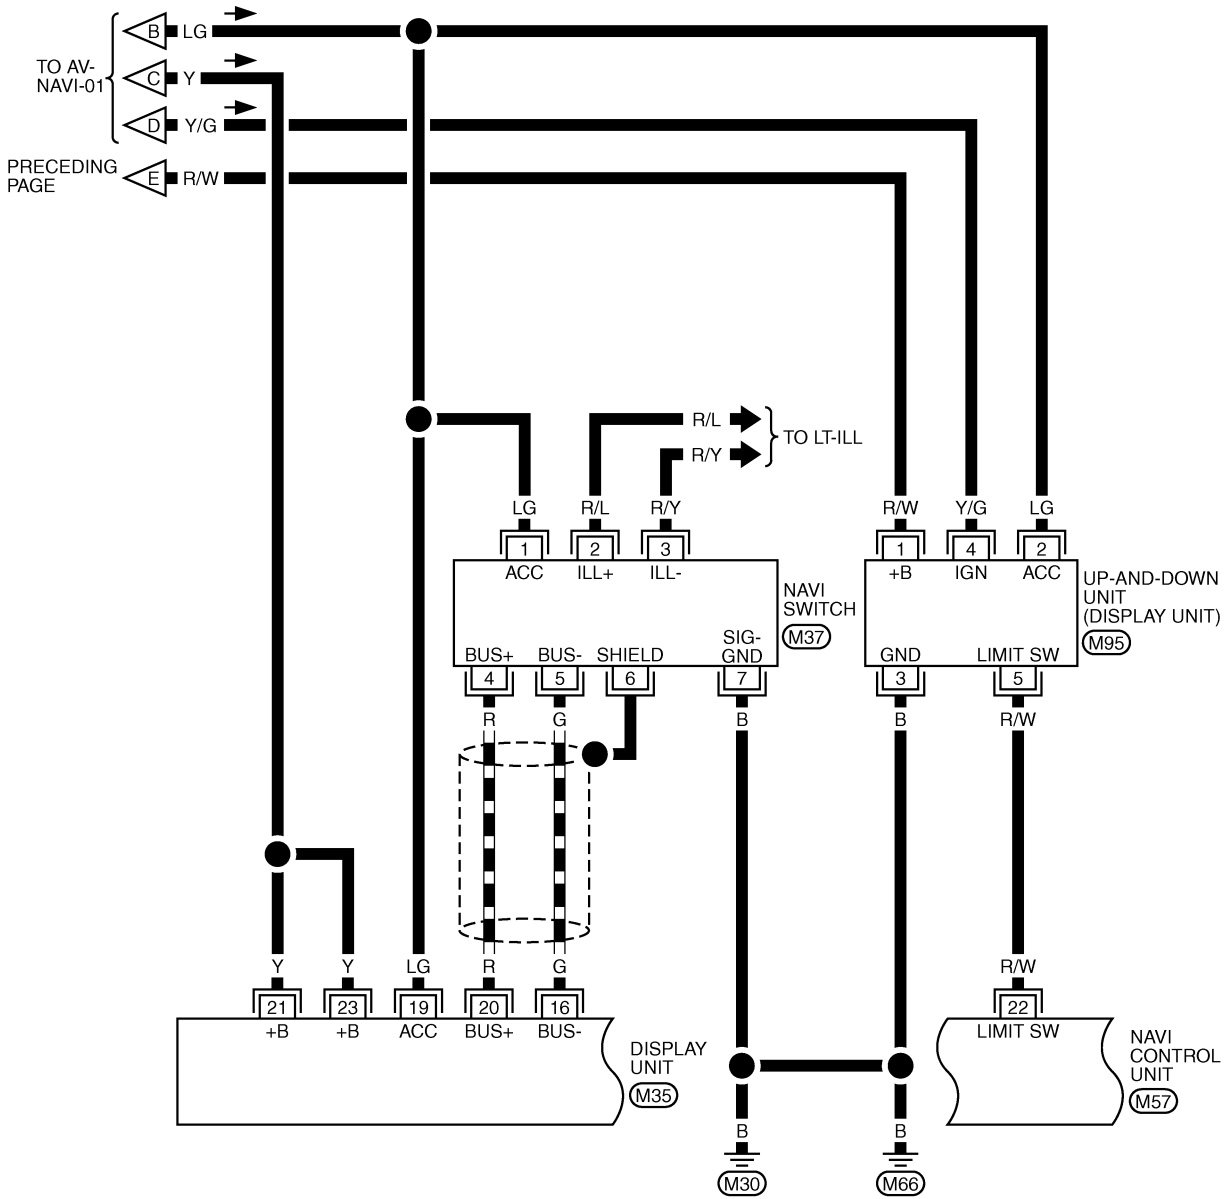 B LG
TO AV-
NAVI-01
C Y
D Y/G
PRECEDING
PAGE
E R/W
R/L
R/Y
TO LT-ILL
LG R/L R/Y R/W Y/G LG
1 2 3 1 4 2
ACC ILL+ ILL- +B IGN ACC
NAVI
SWITCH
M37
UP-AND-DOWN
UNIT
(DISPLAY UNIT)
M95
BUS+ BUS- SHIELD SIG-
GND
GND LIMIT SW
4 5 6 7 3 5
R G B B R/W
Y Y LG R G R/W
21 23 19 20 16 22
+B +B ACC BUS+ BUS- LIMIT SW
DISPLAY
UNIT
M35
NAVI
CONTROL
UNIT
M57
B B
M30 M66